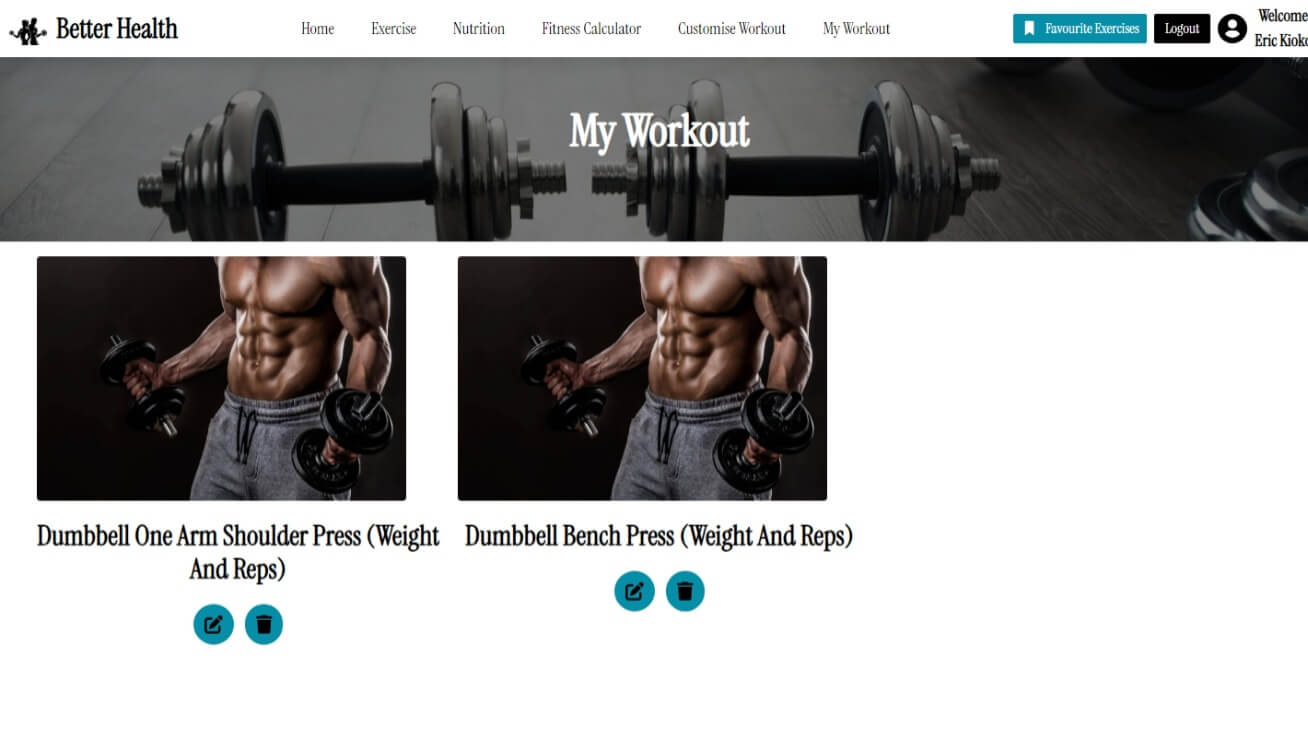 Better Health
Home
Exercise
Nutrition
Fitness Calculator
Customise Workout
My Workout
Favourite Exercises
Logout
Welcome
Eric
My Workout
Dumbbell One Arm Shoulder Press (Weight
And Reps)
Dumbbell Bench Press (Weight And Reps)